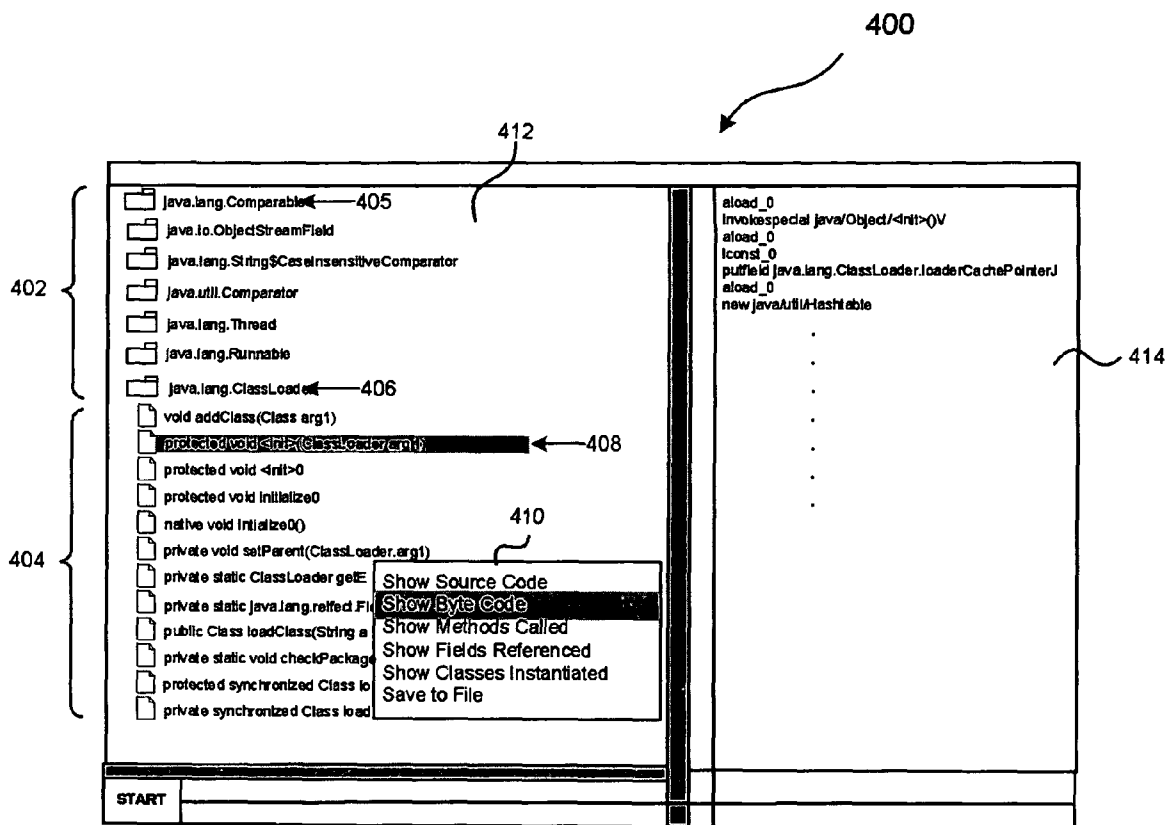 400
412
java.lang.Comparable 405
java.io.ObjectStreamField
java.lang.String$CaseInsensitiveComparator
402
java.util.Comparator
java.lang.Thread
java.lang.Runnable
java.lang.ClassLoader 406
void addClass(Class arg1)
protected void <init>(ClassLoader arg1) 408
protected void <init>0
protected void initialize0
native void intialize0()
410
404
private void setParent(ClassLoader.arg1)
private static ClassLoader getE
private static java.lang.relfect.Fie
public Class loadClass(String a
private static void checkPackage
protected synchronized Class lo
private synchronized Class load
Show Source Code
Show Byte Code
Show Methods Called
Show Fields Referenced
Show Classes Instantiated
Save to File
aload_0
invokespecial java/Object/<init>()V
aload_0
iconst_0
putfield java.lang.ClassLoader.loaderCachePointerJ
aload_0
new java/util/Hashtable
414
START